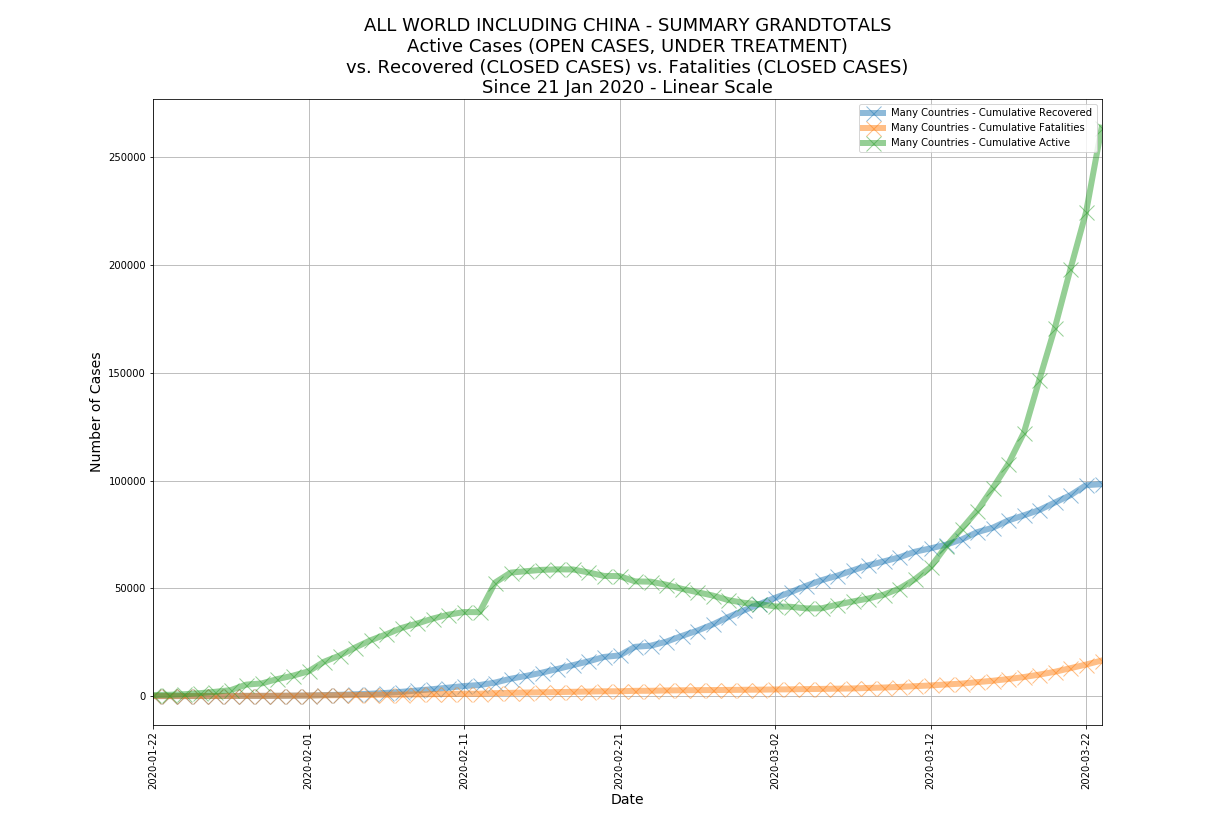 ALL WORLD INCLUDING CHINA - SUMMARY GRANDTOTALS
Active Cases (OPEN CASES, UNDER TREATMENT)
vs. Recovered (CLOSED CASES) vs. Fatalities (CLOSED CASES)
Since 21 Jan 2020 - Linear Scale
Many Countries - Cumulative Recovered
Many Countries - Cumulative Fatalities
Many Countries - Cumulative Active
Number of Cases
250000
200000
150000
100000
50000
0
2020-01-22
2020-02-01
2020-02-11
2020-02-21
2020-03-02
2020-03-12
2020-03-22
Date